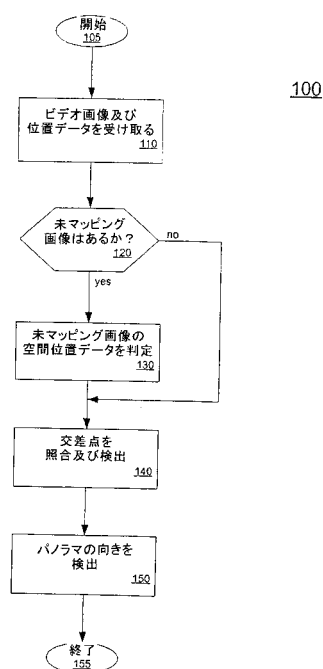 開始
105
100
ビデオ画像及び
位置データを受け取る
110
未マッピング
画像はあるか？
120
no
yes
未マッピング画像の
空間位置データを判定
130
交差点を
照合及び検出
140
パノラマの向きを
検出
150
終了
155